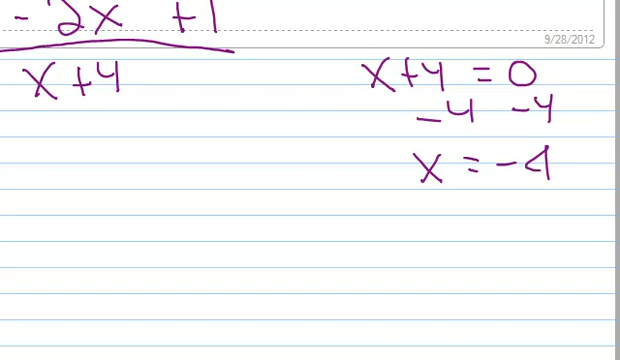 - 2x +1
9/28/2012
x+4
x+4 = 0
-4 -4
x = -4